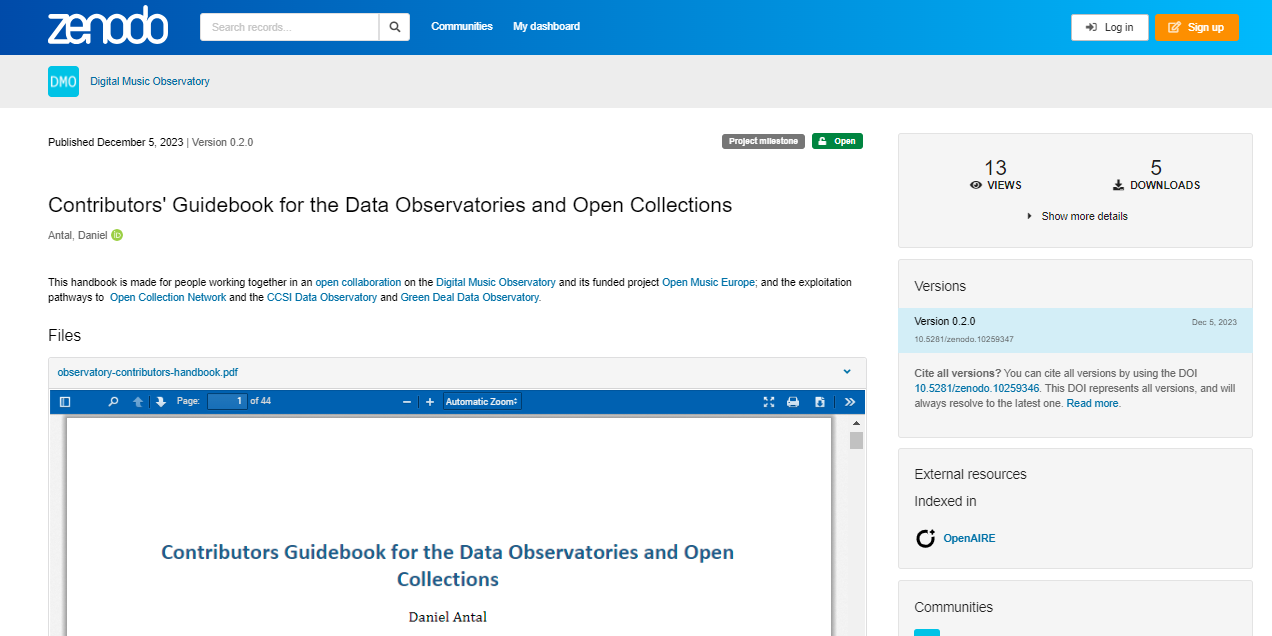 zenodo
Search records...
Communities
My dashboard
Log in
Sign up
DMO
Digital Music Observatory
Published December 5, 2023 | Version 0.2.0
Project milestone
Open
Contributors' Guidebook for the Data Observatories and Open Collections
Antal, Daniel iD
This handbook is made for people working together in an open collaboration on the Digital Music Observatory and its funded project Open Music Europe; and the exploitation
pathways to Open Collection Network and the CCSI Data Observatory and Green Deal Data Observatory.
Files
observatory-contributors-handbook.pdf
Page: 1 of 44
Automatic Zoom
Contributors Guidebook for the Data Observatories and Open
Collections
Daniel Antal
13
VIEWS
5
DOWNLOADS
Show more details
Versions
Version 0.2.0
Dec 5, 2023
10.5281/zenodo.10259347
Cite all versions? You can cite all versions by using the DOI
10.5281/zenodo.10259346. This DOI represents all versions, and will
always resolve to the latest one. Read more.
External resources
Indexed in
OpenAIRE
Communities